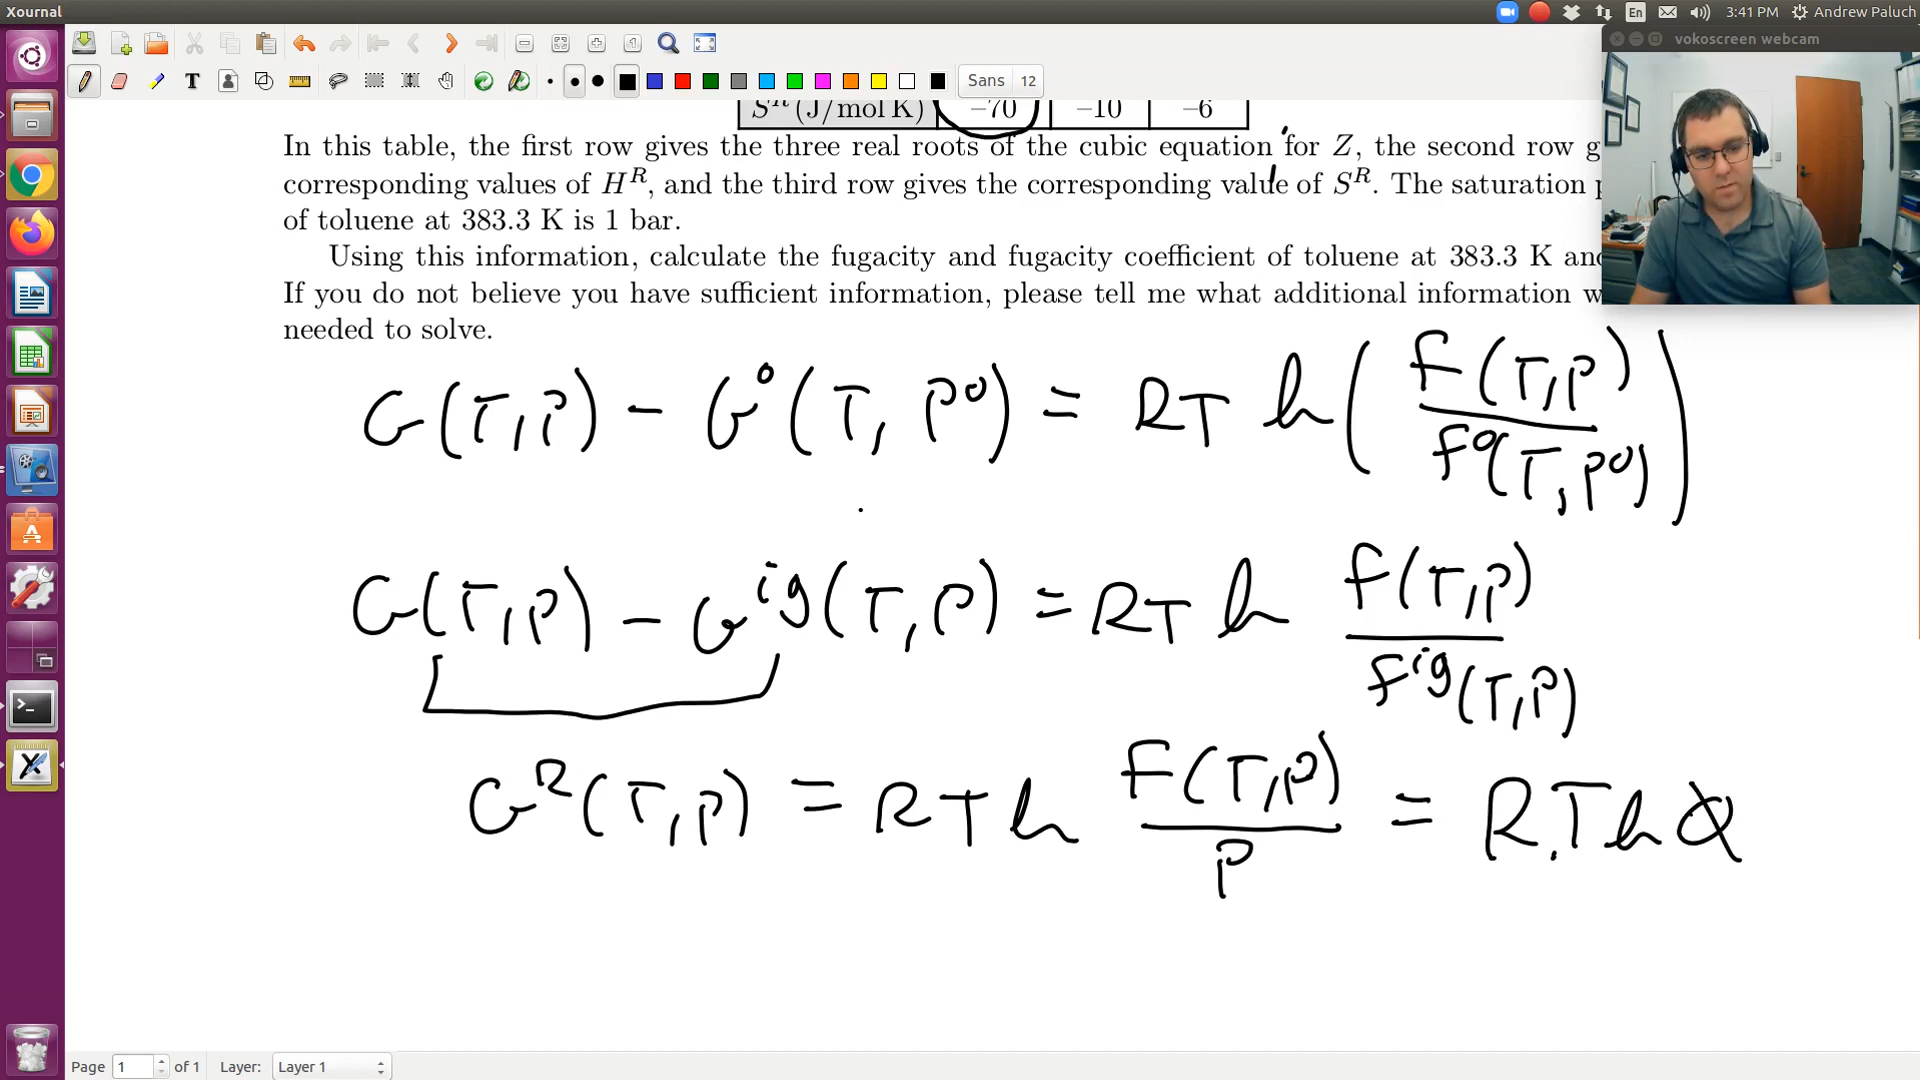 Xournal
En
3:41 PM
Andrew Paluch
vokoscreen webcam
T
Sans 12
S^R (J/mol K) −70 −10 −6
In this table, the first row gives the three real roots of the cubic equation for Z, the second row g
corresponding values of H^R, and the third row gives the corresponding value of S^R. The saturation p
of toluene at 383.3 K is 1 bar.
Using this information, calculate the fugacity and fugacity coefficient of toluene at 383.3 K and
If you do not believe you have sufficient information, please tell me what additional information w
needed to solve.
G(T,P) − G°(T, P°) = RT ln ( f(T,P) / f°(T,P°) )
G(T,P) − G^ig(T,P) = RT ln f(T,P) / f^ig(T,P)
G^R(T,P) = RT ln f(T,P) / P = RT ln φ
Page 1 of 1 Layer: Layer 1